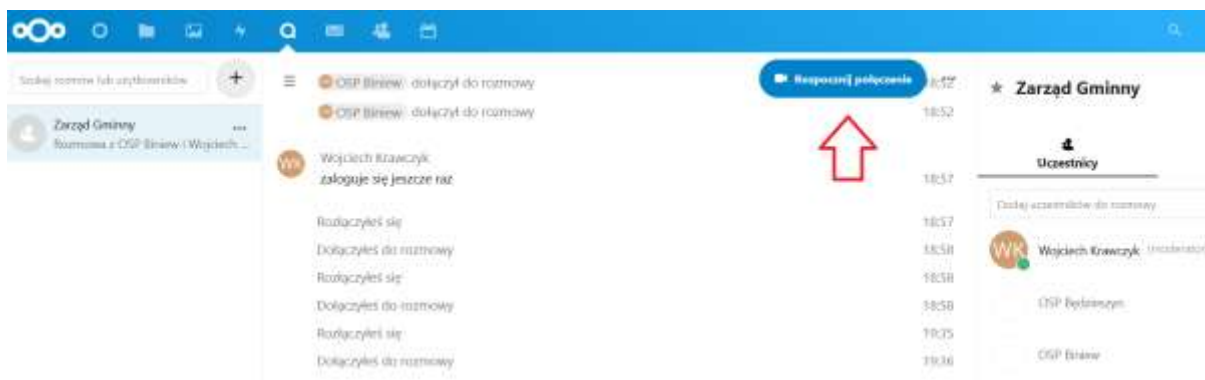 Szukaj rozmów lub użytkowników
+
Zarząd Gminny
...
Rozmowa z OSP Biniew i Wojciech ...
OSP Biniew dołączył do rozmowy
Rozpocznij połączenie
OSP Biniew dołączył do rozmowy
18:52
WK
Wojciech Krawczyk
zaloguje się jeszcze raz
18:57
Rozłączyłeś się
18:57
Dołączyłeś do rozmowy
18:58
Rozłączyłeś się
18:58
Dołączyłeś do rozmowy
18:58
Rozłączyłeś się
19:35
Dołączyłeś do rozmowy
19:36
Zarząd Gminny
Uczestnicy
Dodaj uczestników do rozmowy
WK
Wojciech Krawczyk (moderator
OSP Będzieszyn
OSP Biniew